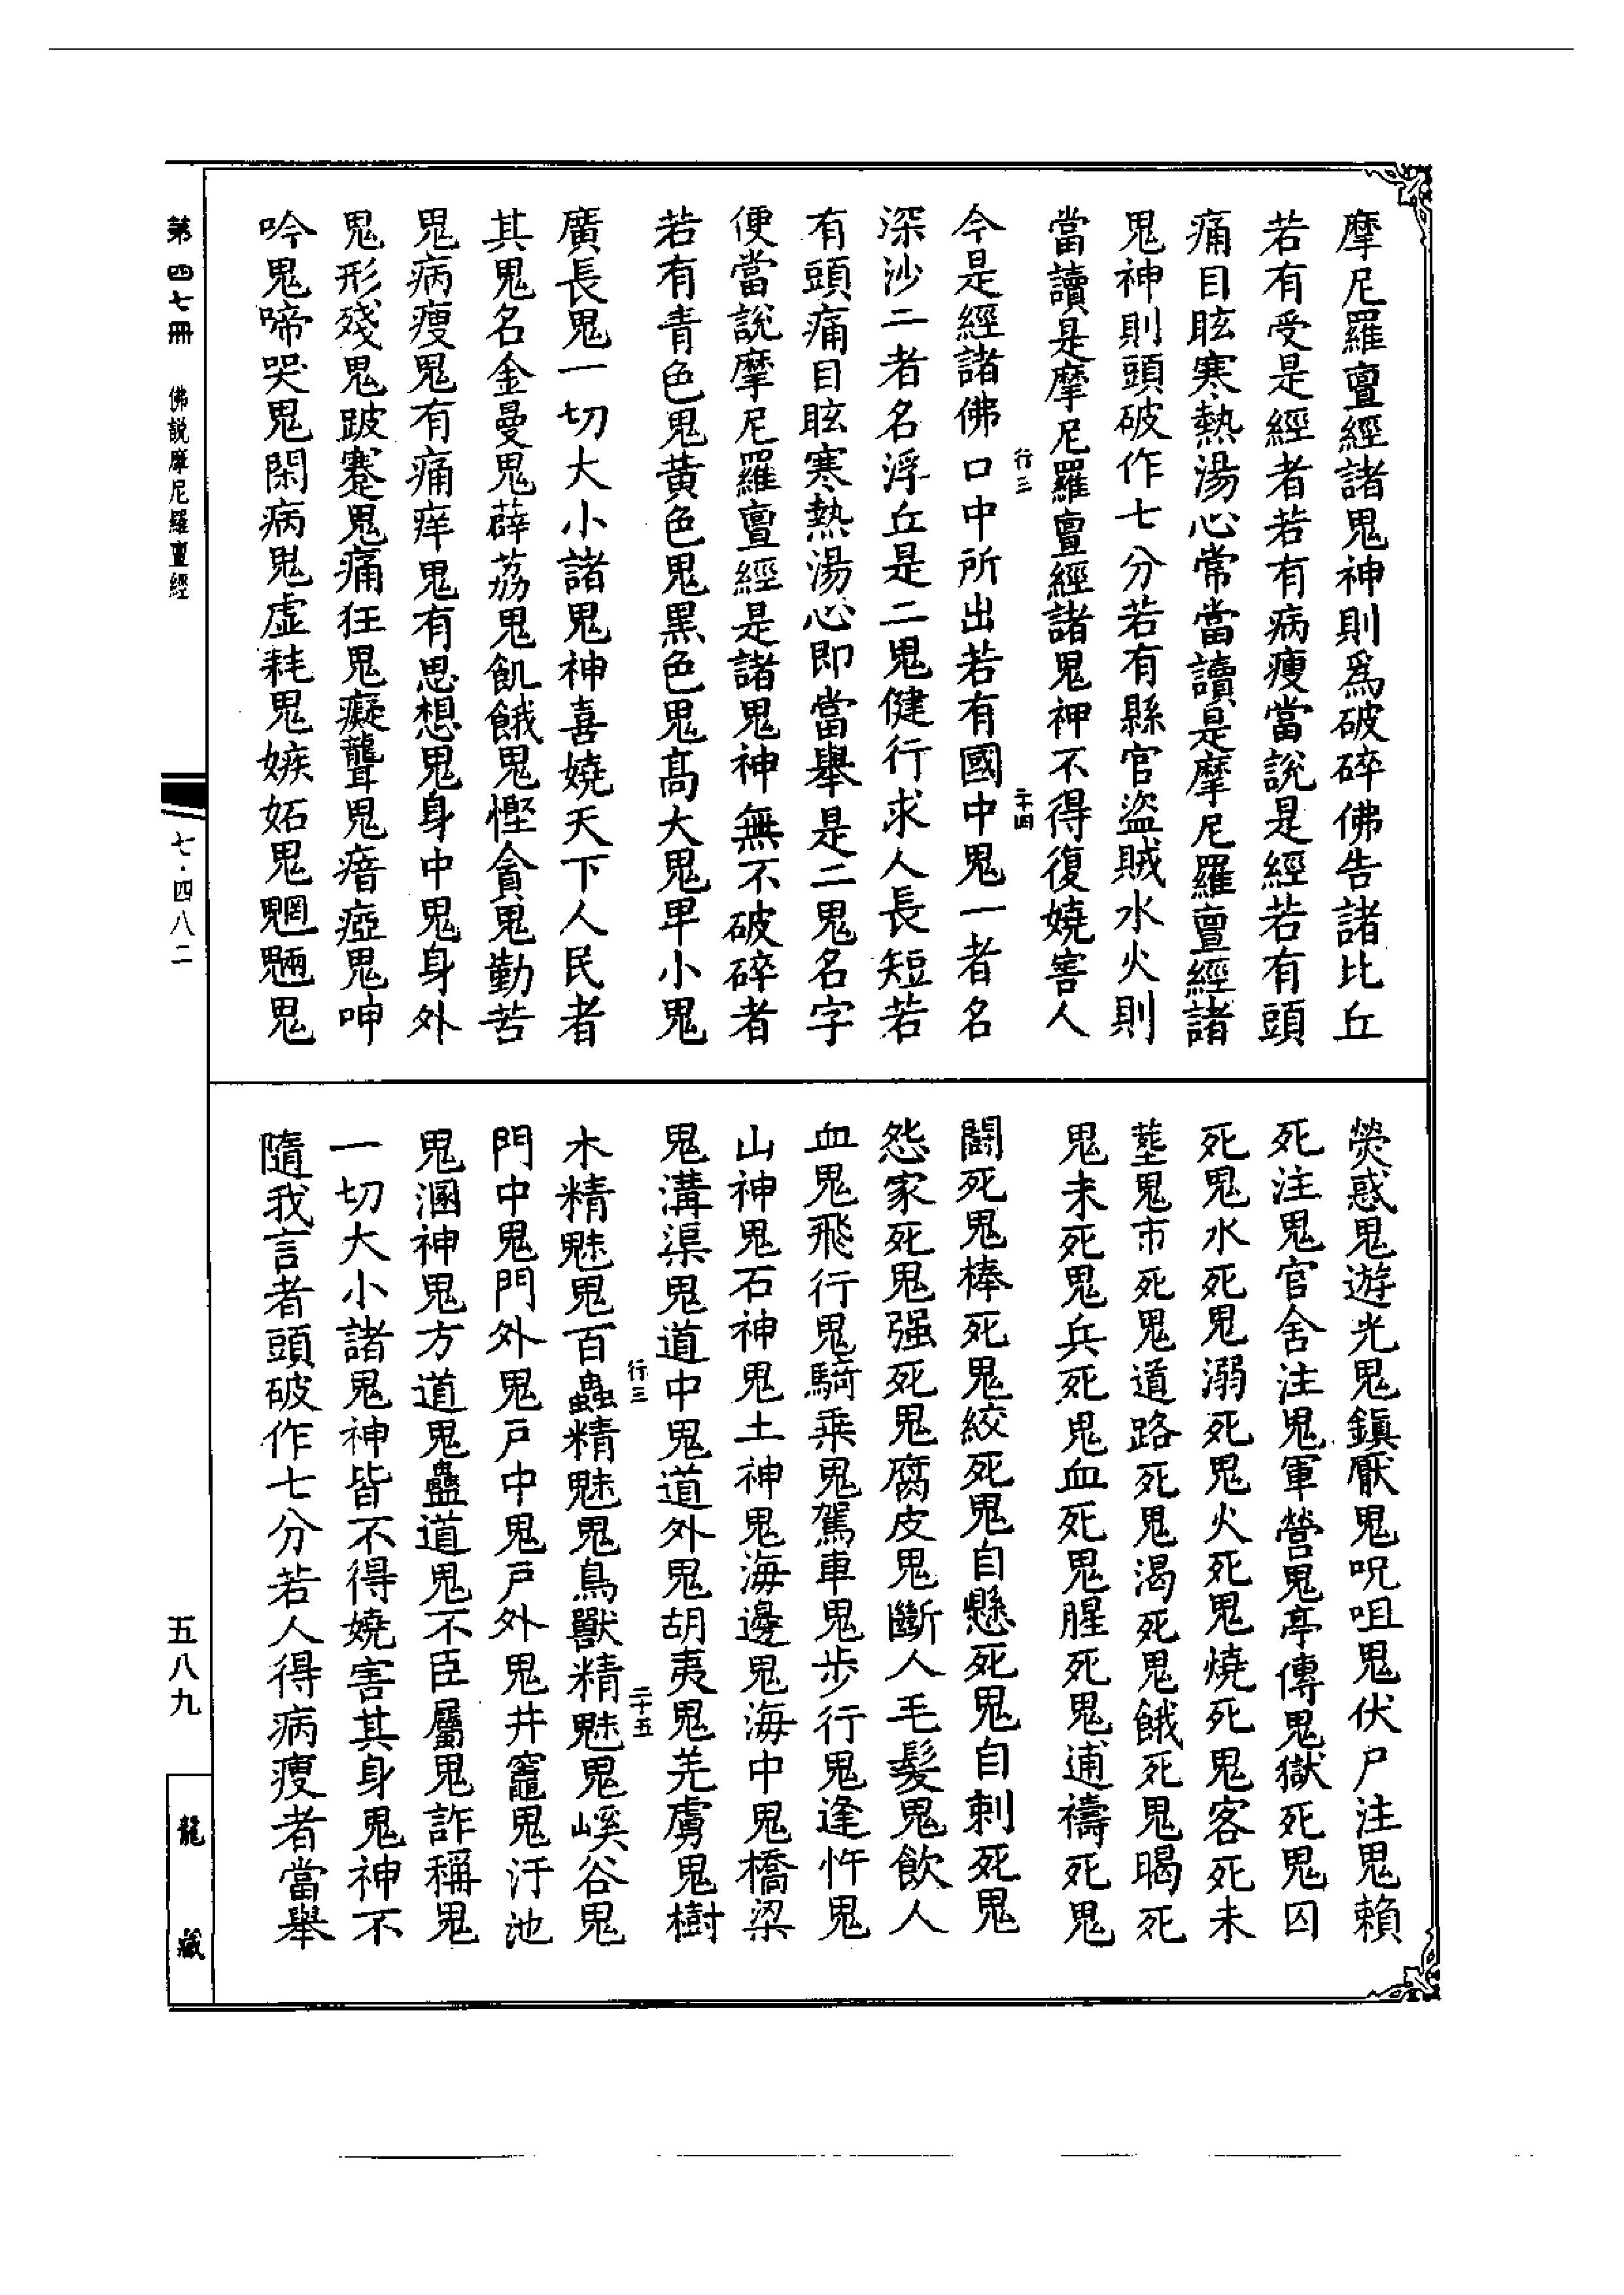 摩尼羅亶經諸鬼神則爲破碎佛告諸比丘
若有受是經者若有病瘦當說是經若有頭
痛目眩寒熱湯心常當讀是摩尼羅亶經諸
鬼神則頭破作七分若有縣官盜賊水火則
當讀是摩尼羅亶經諸鬼神不得復嬈害人
行三
二十四
今是經諸佛口中所出若有國中鬼一者名
深沙二者名浮丘是二鬼健行求人長短若
有頭痛目眩寒熱湯心即當舉是二鬼名字
便當說摩尼羅亶經是諸鬼神無不破碎者
若有青色鬼黄色鬼黑色鬼高大鬼卑小鬼
廣長鬼一切大小諸鬼神喜嬈天下人民者
其鬼名金曼鬼薜荔鬼飢餓鬼慳貪鬼勤苦
鬼病瘦鬼有痛痒鬼有思想鬼身中鬼身外
鬼形殘鬼跛蹇鬼痛狂鬼癡聾鬼瘖瘂鬼呻
吟鬼啼哭鬼閑病鬼虚耗鬼嫉妬鬼魍魎鬼
熒惑鬼遊光鬼鎮厭鬼呪咀鬼伏尸注鬼賴
死注鬼官舍注鬼軍營鬼亭傳鬼獄死鬼囚
死鬼水死鬼溺死鬼火死鬼燒死鬼客死未
塟鬼市死鬼道路死鬼渴死鬼餓死鬼暍死
鬼未死鬼兵死鬼血死鬼腥死鬼逋禱死鬼
鬭死鬼棒死鬼絞死鬼自懸死鬼自刺死鬼
怨家死鬼强死鬼腐皮鬼斷人毛髮鬼飲人
血鬼飛行鬼騎乗鬼駕車鬼步行鬼逢忤鬼
山神鬼石神鬼土神鬼海邊鬼海中鬼橋梁
鬼溝渠鬼道中鬼道外鬼胡夷鬼羌虜鬼樹
行三
二十五
木精魅鬼百蟲精魅鬼鳥獸精魅鬼嵠谷鬼
門中鬼門外鬼戸中鬼戸外鬼井竈鬼汙池
鬼溷神鬼方道鬼蠱道鬼不臣屬鬼詐稱鬼
一切大小諸鬼神皆不得嬈害其身鬼神不
隨我言者頭破作七分若人得病瘦者當舉
第四七冊 佛說摩尼羅亶經
七·四八二
五八九
龍藏